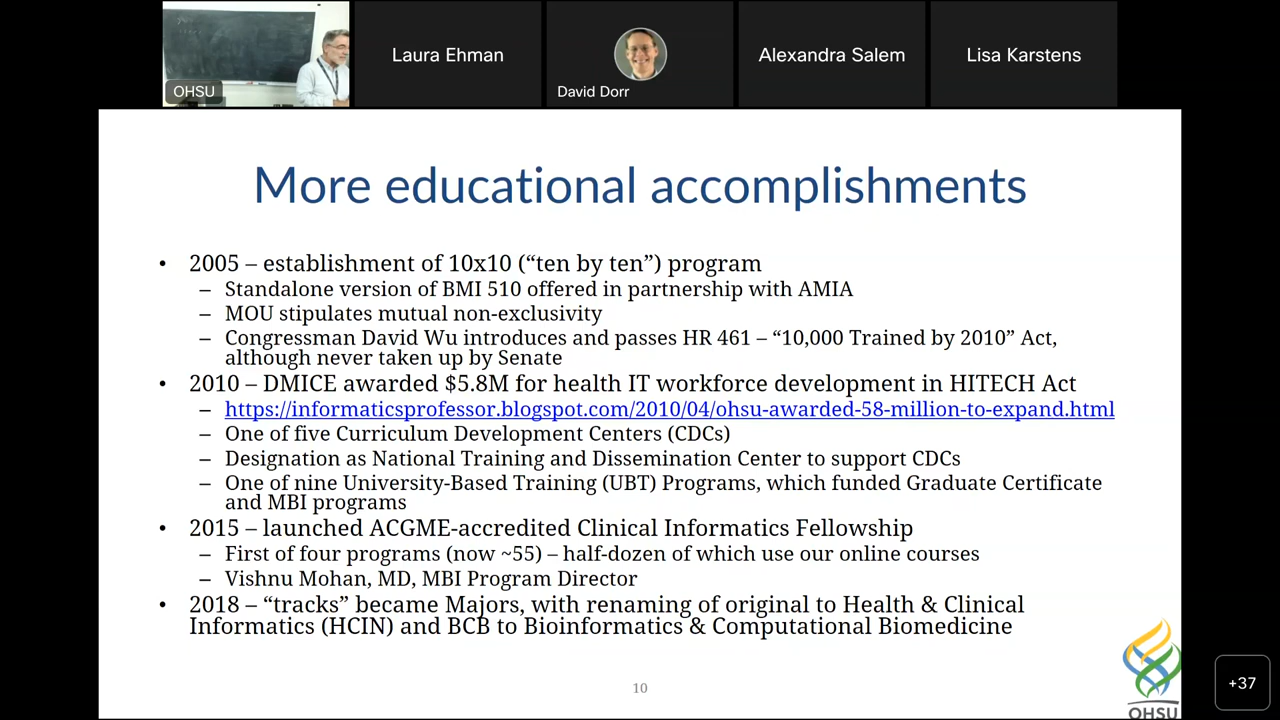 OHSU
Laura Ehman
David Dorr
Alexandra Salem
Lisa Karstens
More educational accomplishments
• 2005 – establishment of 10x10 (“ten by ten”) program
– Standalone version of BMI 510 offered in partnership with AMIA
– MOU stipulates mutual non-exclusivity
– Congressman David Wu introduces and passes HR 461 – “10,000 Trained by 2010” Act,
although never taken up by Senate
• 2010 – DMICE awarded $5.8M for health IT workforce development in HITECH Act
– https://informaticsprofessor.blogspot.com/2010/04/ohsu-awarded-58-million-to-expand.html
– One of five Curriculum Development Centers (CDCs)
– Designation as National Training and Dissemination Center to support CDCs
– One of nine University-Based Training (UBT) Programs, which funded Graduate Certificate
and MBI programs
• 2015 – launched ACGME-accredited Clinical Informatics Fellowship
– First of four programs (now ~55) – half-dozen of which use our online courses
– Vishnu Mohan, MD, MBI Program Director
• 2018 – “tracks” became Majors, with renaming of original to Health & Clinical
Informatics (HCIN) and BCB to Bioinformatics & Computational Biomedicine
10
OHSU
+37